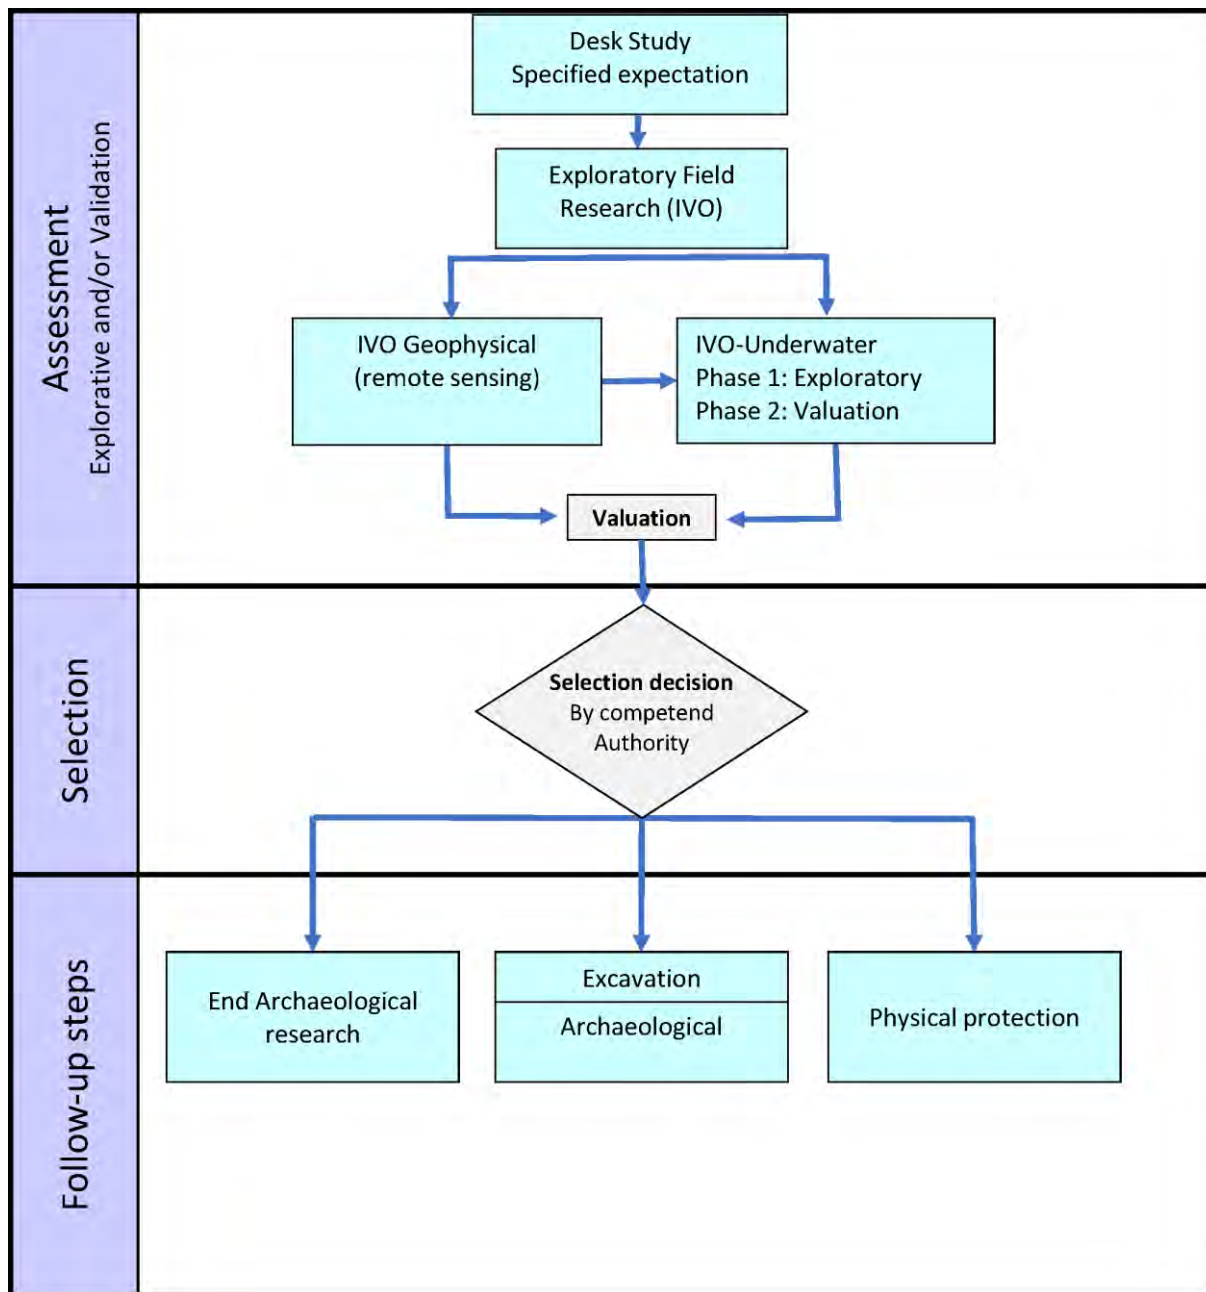 Assessment
Explorative and/or Validation
Desk Study
Specified expectation
Exploratory Field
Research (IVO)
IVO Geophysical
(remote sensing)
IVO-Underwater
Phase 1: Exploratory
Phase 2: Valuation
Valuation
Selection
Selection decision
By competend
Authority
Follow-up steps
End Archaeological
research
Excavation
Archaeological
Physical protection